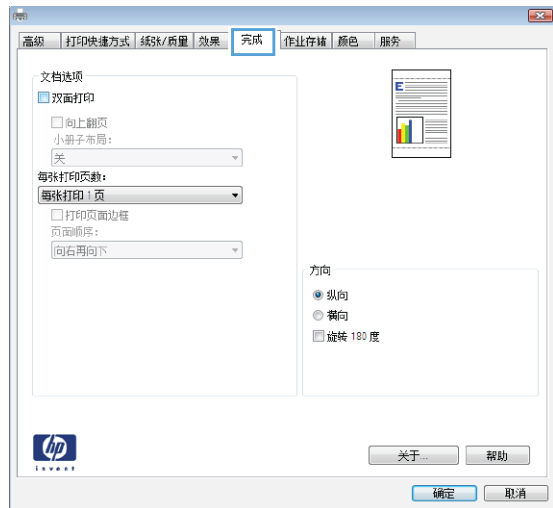 高级 打印快捷方式 纸张/质量 效果 完成 作业存储 颜色 服务
文档选项
双面打印
向上翻页
小册子布局:
关
每张打印页数:
每张打印 1 页
打印页面边框
页面顺序:
向右再向下
E
方向
纵向
横向
旋转 180 度
hp
invent
关于... 帮助
确定 取消